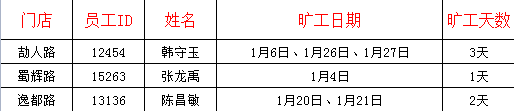 门店 员工ID 姓名 旷工日期 旷工天数
劼人路 12454 韩守玉 1月6日、1月26日、1月27日 3天
蜀辉路 15263 张龙禹 1月4日 1天
逸都路 13136 陈昌敏 1月20日、1月21日 2天